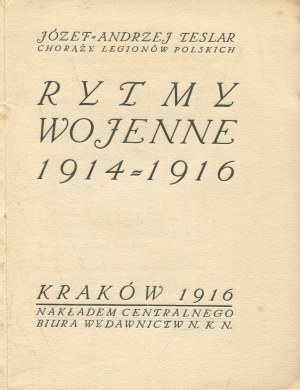 JÓZEF=ANDRZEJ TESLAR
CHORĄŻY LEGIONÓW POLSKICH
RYTMY
WOJENNE
1914=1916
KRAKÓW 1916
NAKŁADEM CENTRALNEGO
BIURA WYDAWNICTW N. K. N.